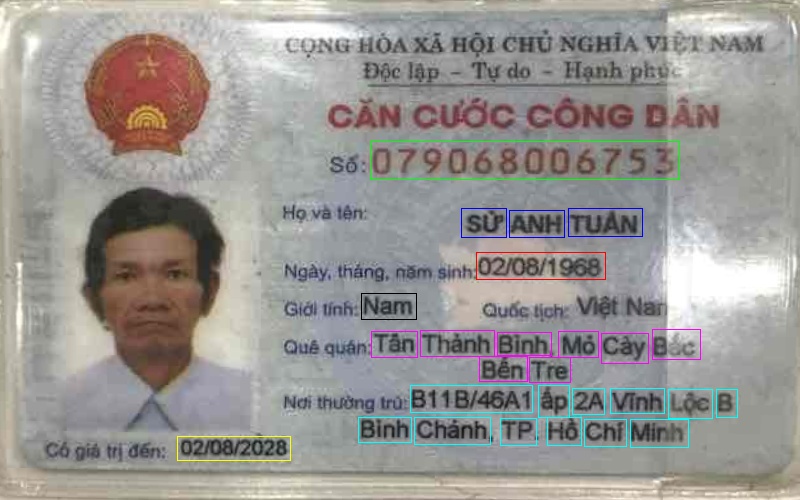 CỘNG HÒA XÃ HỘI CHỦ NGHĨA VIỆT NAM
Độc lập – Tự do – Hạnh phúc
CĂN CƯỚC CÔNG DÂN
Số: 079068006753
Họ và tên:
SỬ ANH TUẤN
Ngày, tháng, năm sinh: 02/08/1968
Giới tính: Nam Quốc tịch: Việt Nam
Quê quán: Tân Thành Bình, Mỏ Cày Bắc
Bến Tre
Nơi thường trú: B11B/46A1 ấp 2A Vĩnh Lộc B
Bình Chánh, TP. Hồ Chí Minh
Có giá trị đến: 02/08/2028